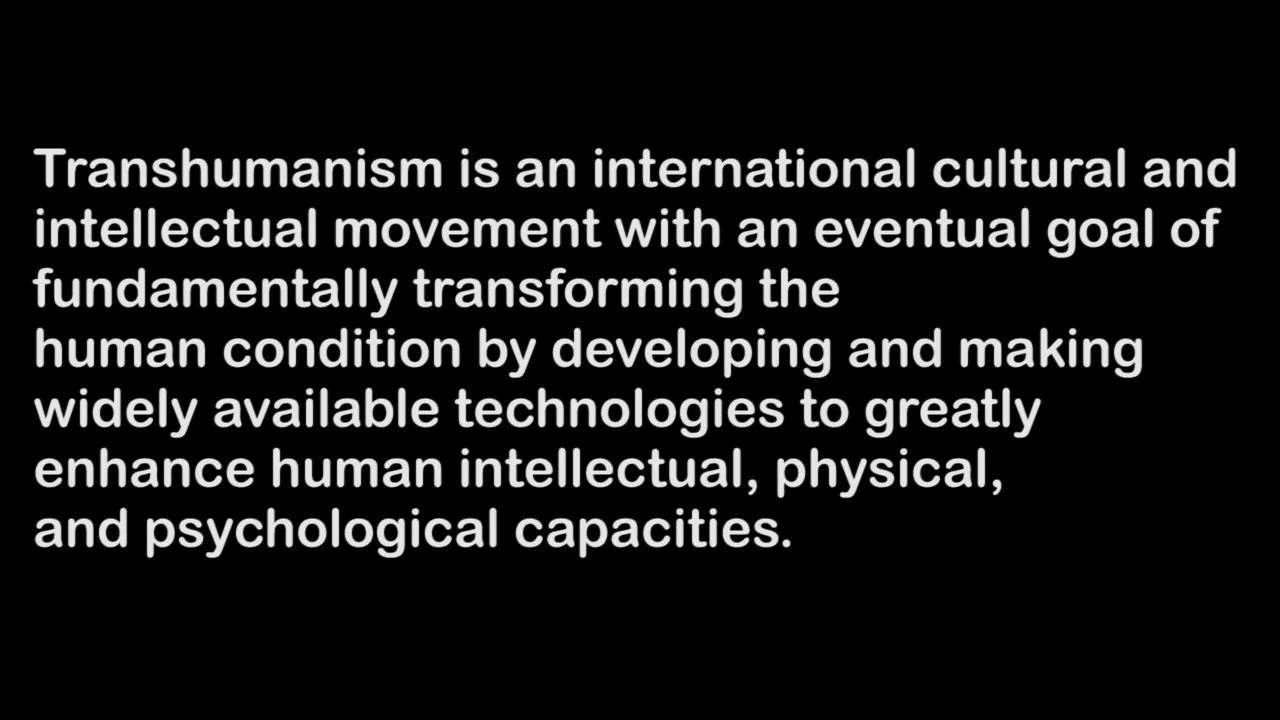 Transhumanism is an international cultural and
intellectual movement with an eventual goal of
fundamentally transforming the
human condition by developing and making
widely available technologies to greatly
enhance human intellectual, physical,
and psychological capacities.